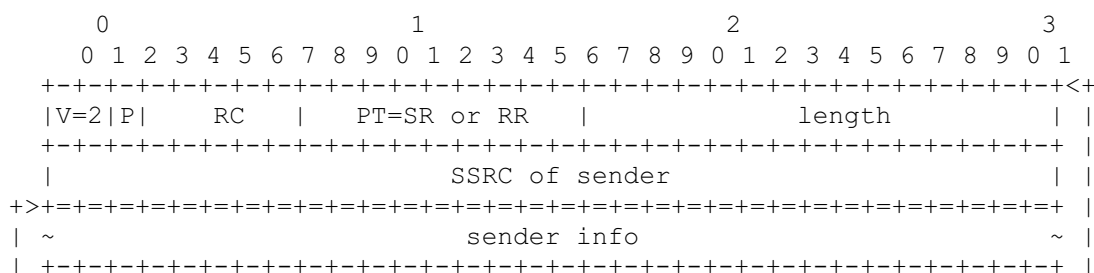 0                   1                   2                   3
0 1 2 3 4 5 6 7 8 9 0 1 2 3 4 5 6 7 8 9 0 1 2 3 4 5 6 7 8 9 0 1
+-+-+-+-+-+-+-+-+-+-+-+-+-+-+-+-+-+-+-+-+-+-+-+-+-+-+-+-+-+-+-+-+<+
|V=2|P|    RC   |   PT=SR or RR   |             length          | |
+-+-+-+-+-+-+-+-+-+-+-+-+-+-+-+-+-+-+-+-+-+-+-+-+-+-+-+-+-+-+-+-+ |
|                         SSRC of sender                        | |
+>+=+=+=+=+=+=+=+=+=+=+=+=+=+=+=+=+=+=+=+=+=+=+=+=+=+=+=+=+=+=+=+=+ |
| ~                          sender info                          ~ |
| +-+-+-+-+-+-+-+-+-+-+-+-+-+-+-+-+-+-+-+-+-+-+-+-+-+-+-+-+-+-+-+-+ |